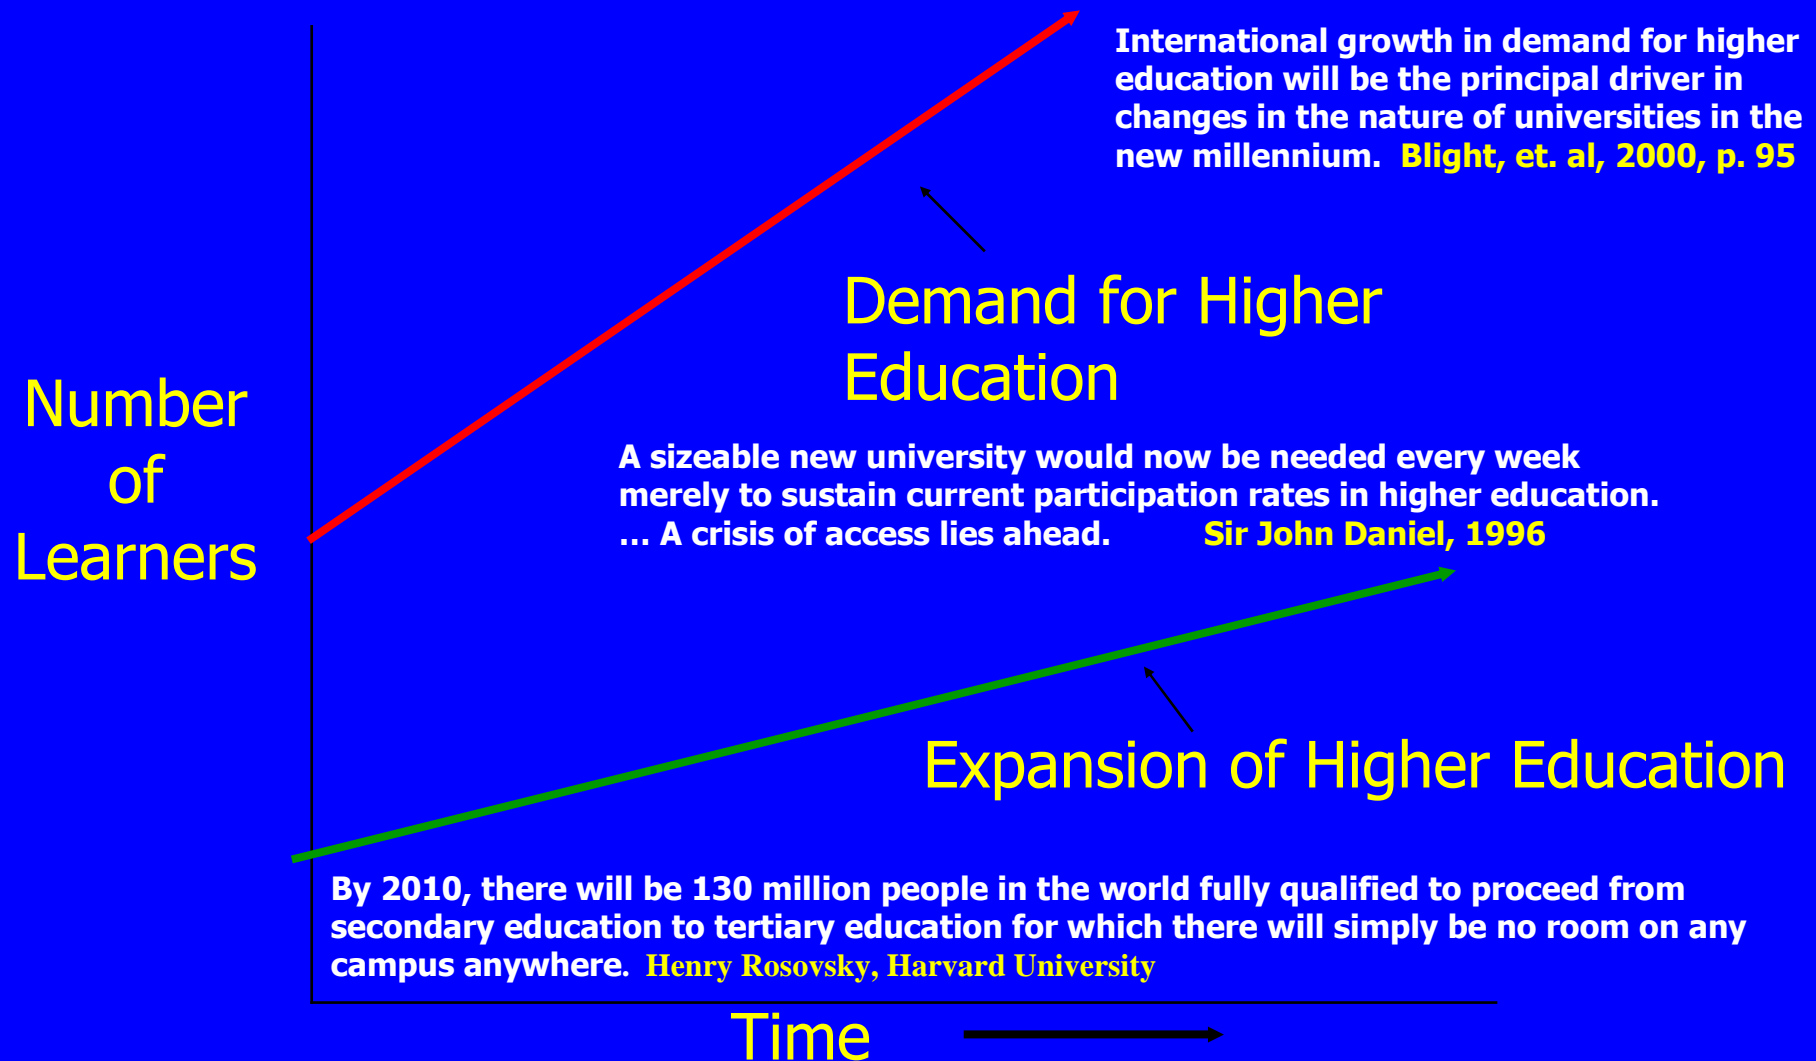 International growth in demand for higher
education will be the principal driver in
changes in the nature of universities in the
new millennium. Blight, et. al, 2000, p. 95
Demand for Higher
Education
Number
of
Learners
A sizeable new university would now be needed every week
merely to sustain current participation rates in higher education.
... A crisis of access lies ahead. Sir John Daniel, 1996
Expansion of Higher Education
By 2010, there will be 130 million people in the world fully qualified to proceed from
secondary education to tertiary education for which there will simply be no room on any
campus anywhere. Henry Rosovsky, Harvard University
Time